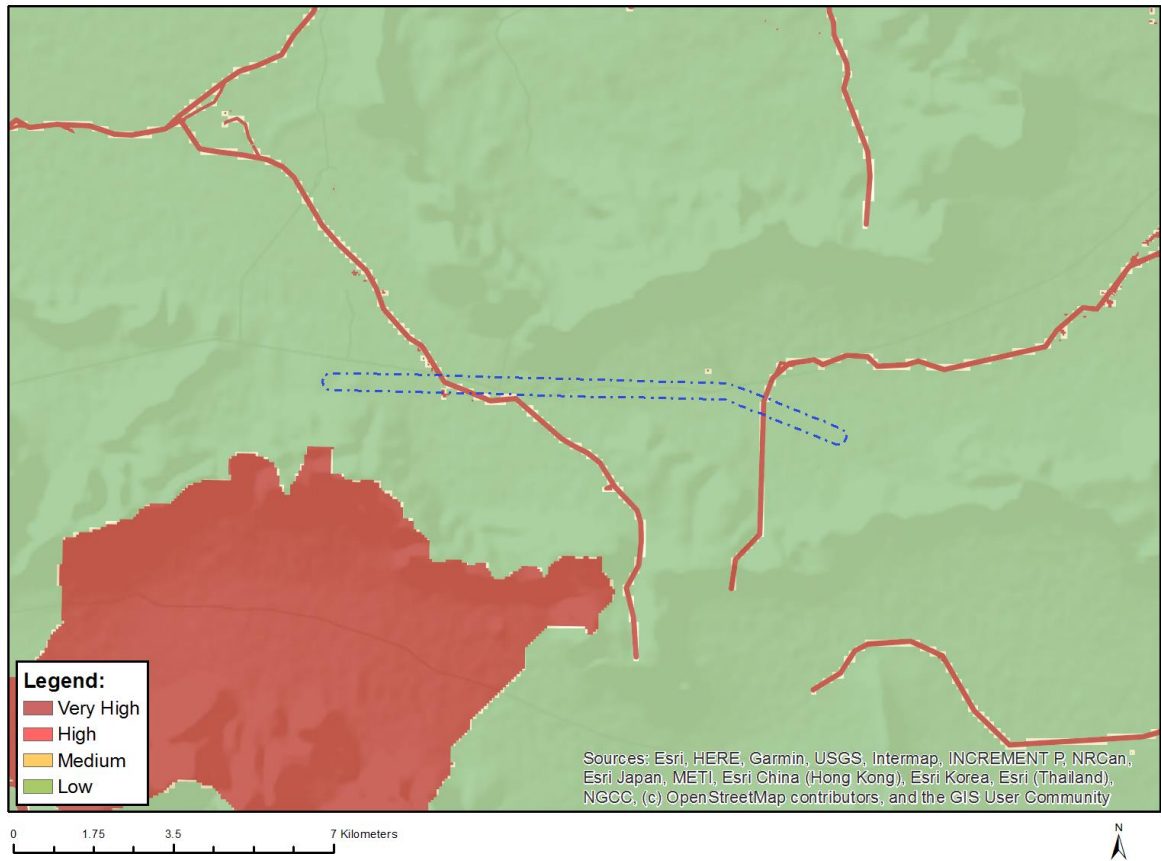 Legend:
Very High
High
Medium
Low
Sources: Esri, HERE, Garmin, USGS, Intermap, INCREMENT P, NRCan,
Esri Japan, METI, Esri China (Hong Kong), Esri Korea, Esri (Thailand),
NGCC, (c) OpenStreetMap contributors, and the GIS User Community
0 1.75 3.5 7 Kilometers
N